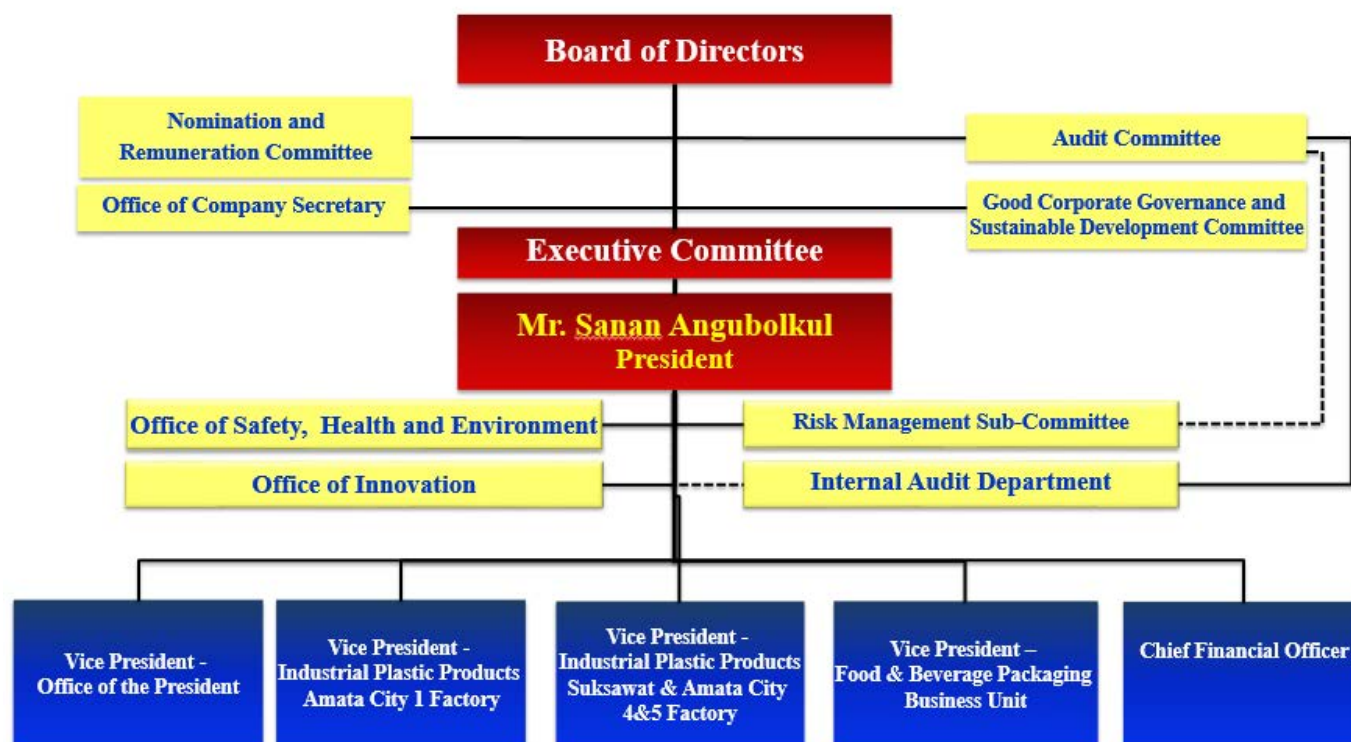 Board of Directors
Nomination and
Remuneration Committee
Audit Committee
Office of Company Secretary
Good Corporate Governance and
Sustainable Development Committee
Executive Committee
Mr. Sanan Angubolkul
President
Office of Safety, Health and Environment
Risk Management Sub-Committee
Office of Innovation
Internal Audit Department
Vice President -
Office of the President
Vice President -
Industrial Plastic Products
Amata City 1 Factory
Vice President -
Industrial Plastic Products
Suksawat & Amata City
4&5 Factory
Vice President –
Food & Beverage Packaging
Business Unit
Chief Financial Officer